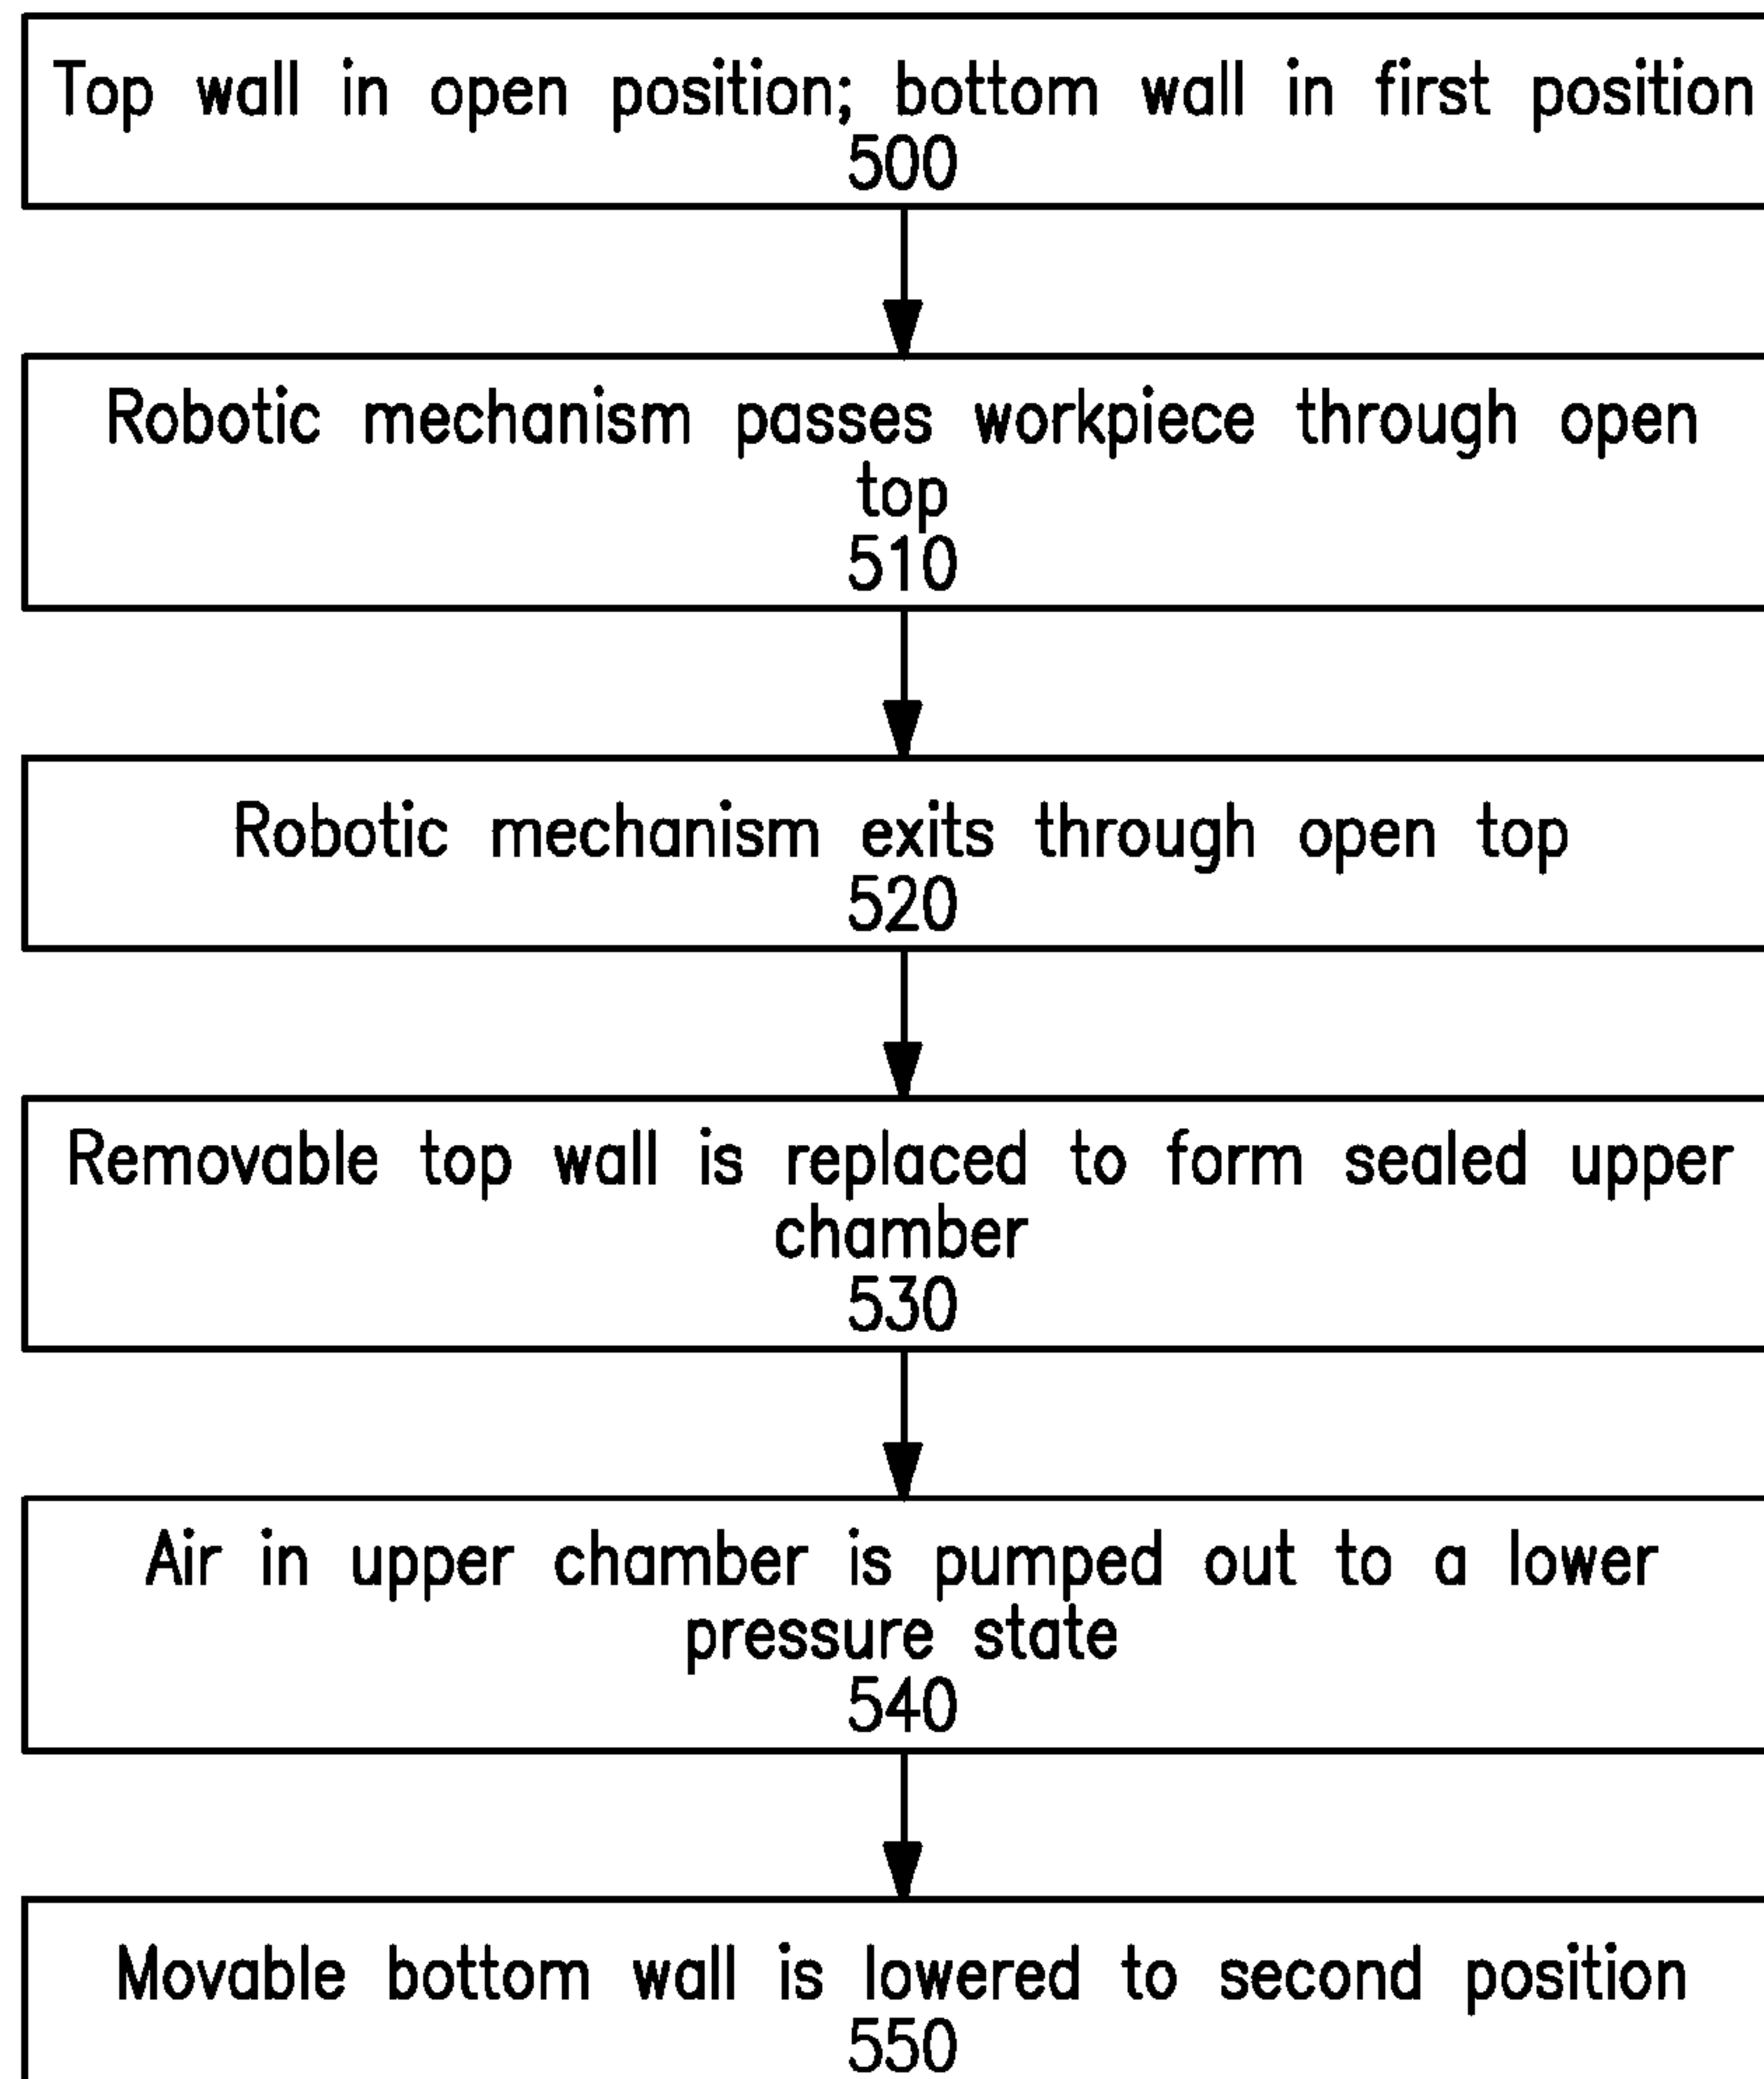 Top wall in open position; bottom wall in first position
500
Robotic mechanism passes workpiece through open
top
510
Robotic mechanism exits through open top
520
Removable top wall is replaced to form sealed upper
chamber
530
Air in upper chamber is pumped out to a lower
pressure state
540
Movable bottom wall is lowered to second position
550